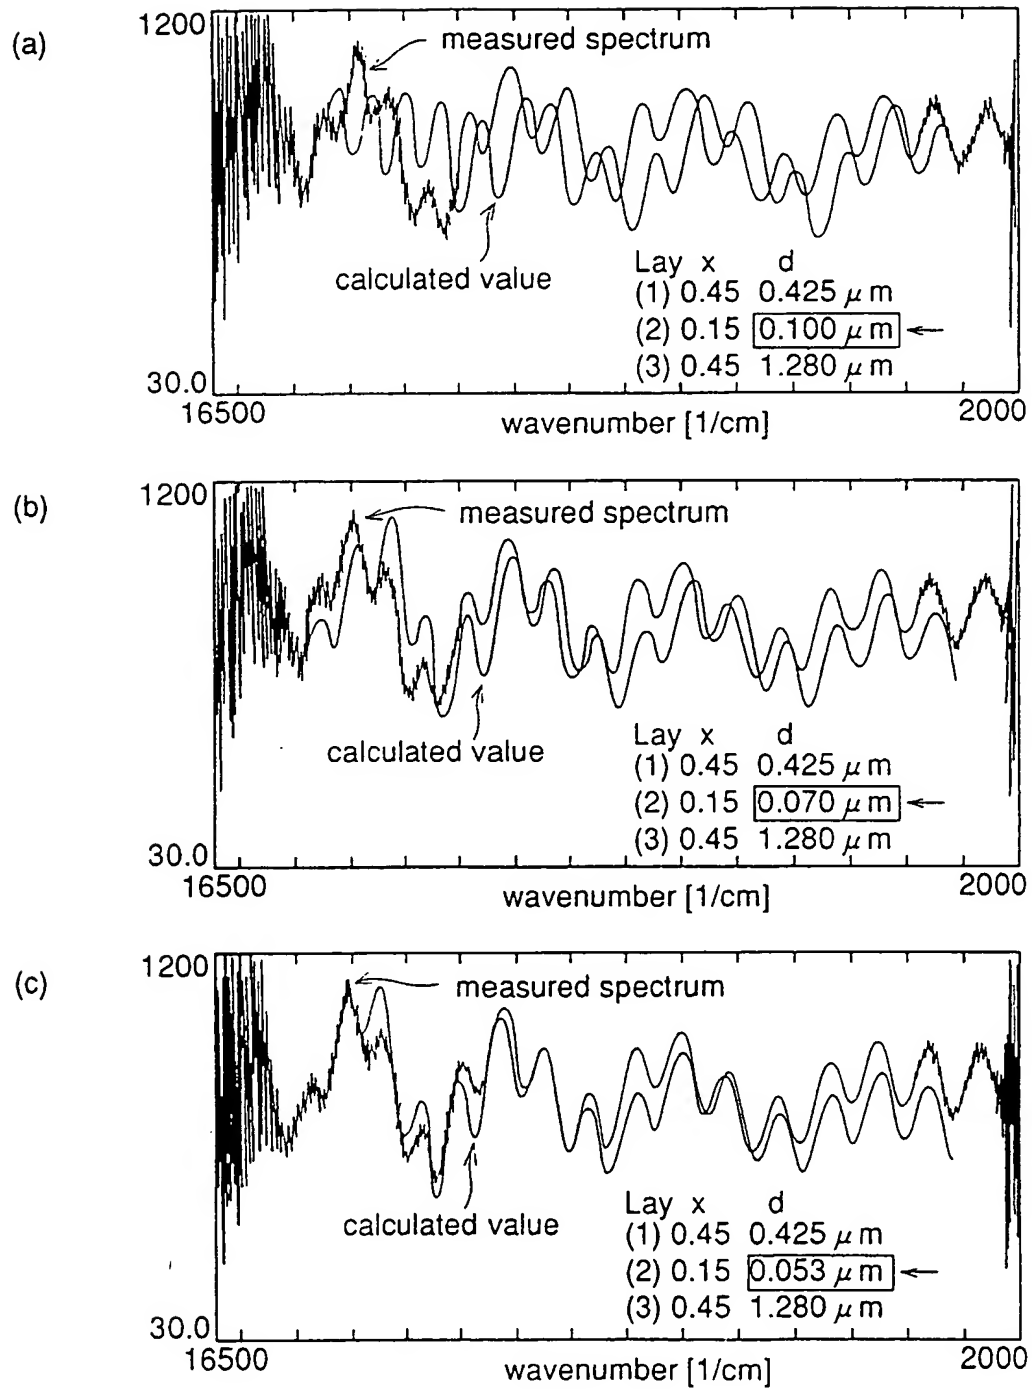 (a)
1200
measured spectrum
calculated value
Lay x d
(1) 0.45 0.425 μm
(2) 0.15 0.100 μm
(3) 0.45 1.280 μm
30.0
16500
wavenumber [1/cm]
2000
(b)
1200
measured spectrum
calculated value
Lay x d
(1) 0.45 0.425 μm
(2) 0.15 0.070 μm
(3) 0.45 1.280 μm
30.0
16500
wavenumber [1/cm]
2000
(c)
1200
measured spectrum
calculated value
Lay x d
(1) 0.45 0.425 μm
(2) 0.15 0.053 μm
(3) 0.45 1.280 μm
30.0
16500
wavenumber [1/cm]
2000